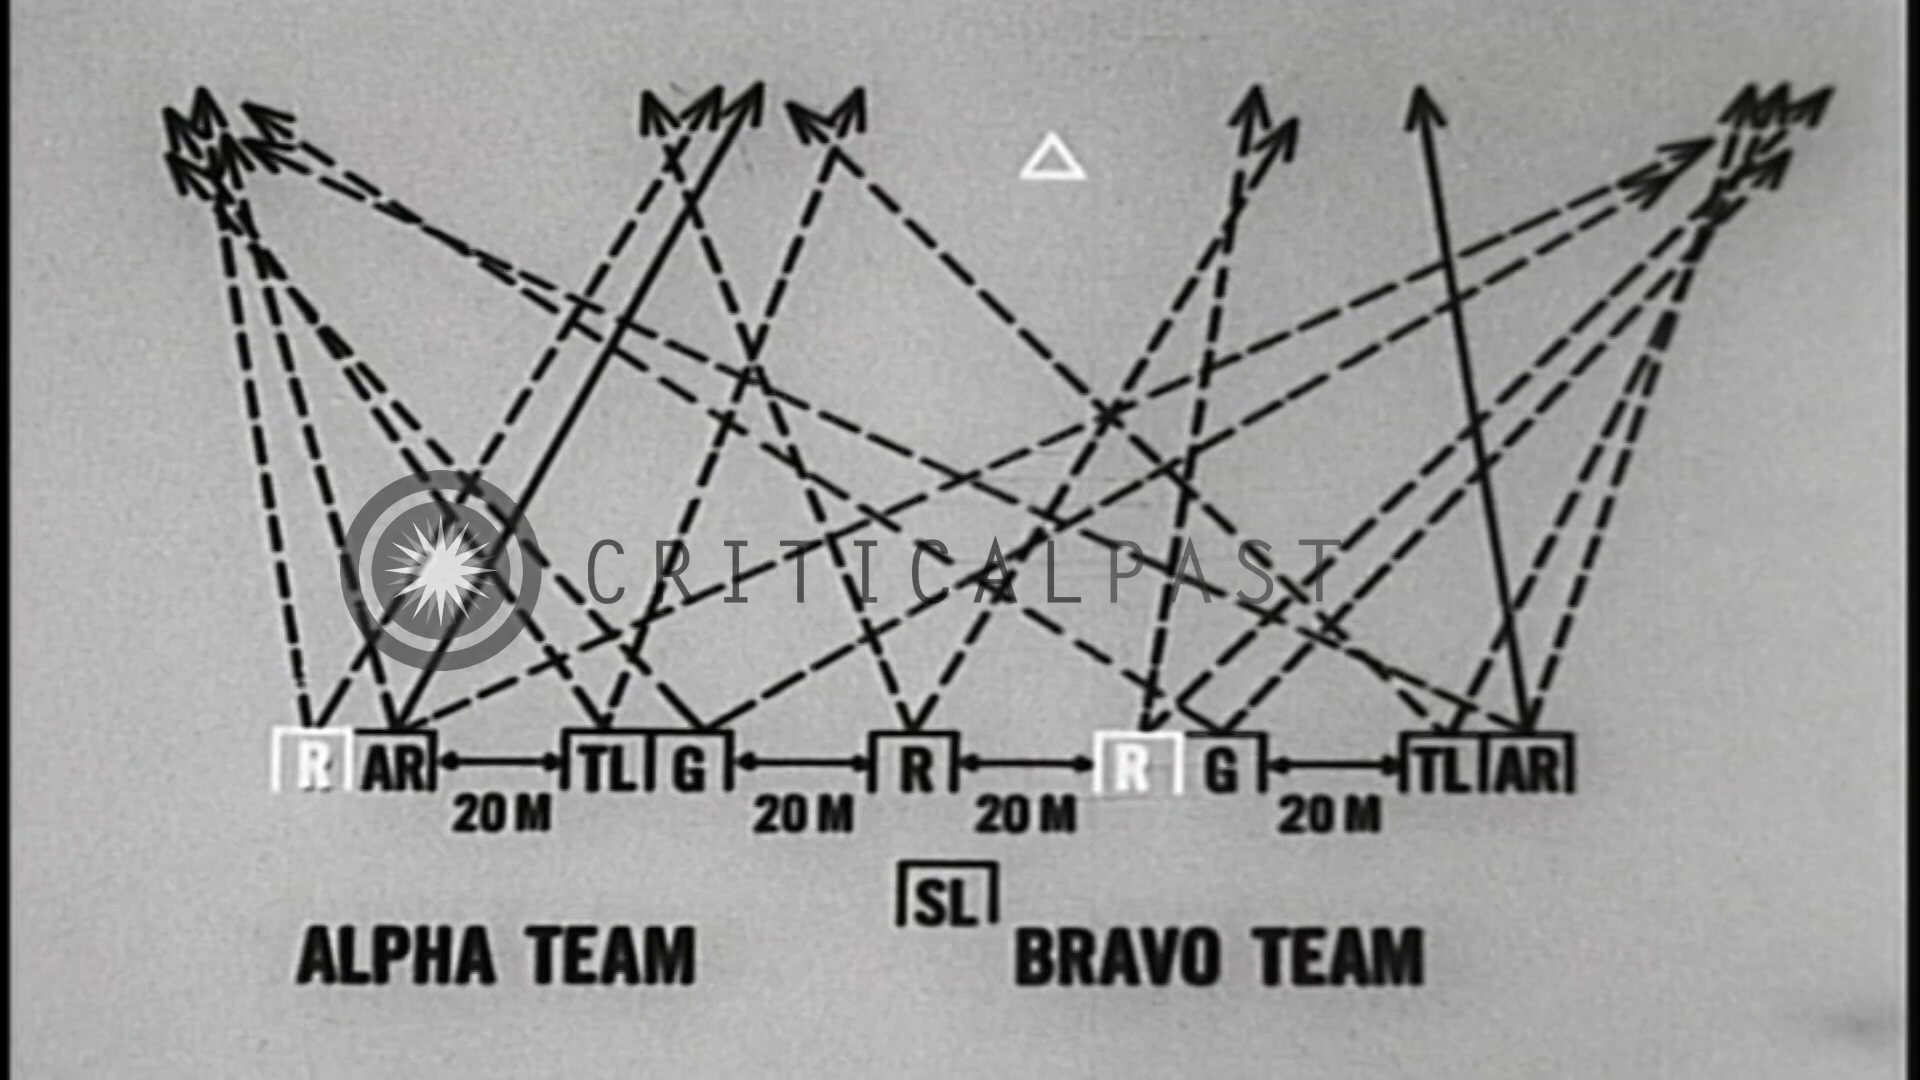 CRITICALPAST
R AR TL G R R G TL AR
20 M 20 M 20 M 20 M
SL
ALPHA TEAM BRAVO TEAM